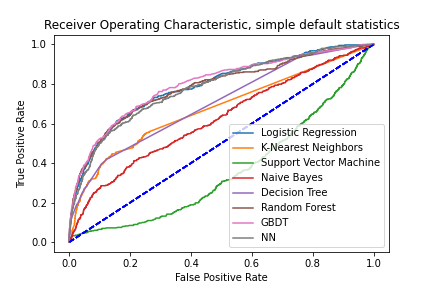 Receiver Operating Characteristic, simple default statistics
1.0
0.8
0.6
0.4
0.2
0.0
True Positive Rate
Logistic Regression
K-Nearest Neighbors
Support Vector Machine
Naive Bayes
Decision Tree
Random Forest
GBDT
NN
0.0 0.2 0.4 0.6 0.8 1.0
False Positive Rate